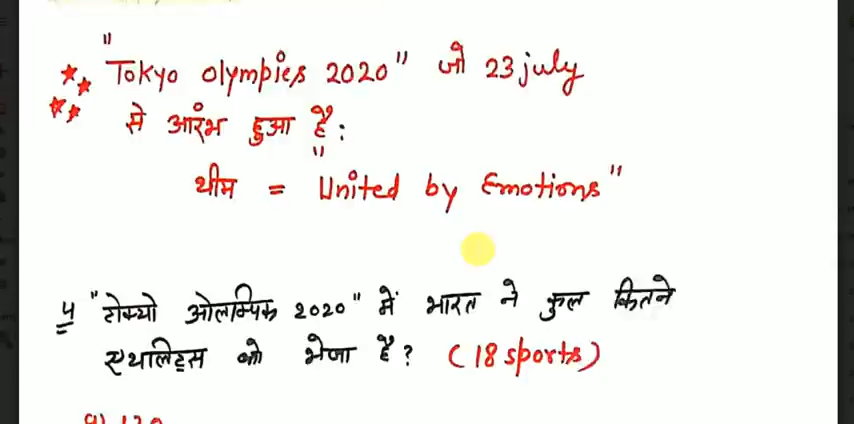 "Tokyo Olympics 2020" जो 23 july
से आरंभ हुआ है:
थीम = "United by Emotions"
4 "टोक्यो ओलम्पिक 2020" में भारत ने कुल कितने
एथलिट्स को भेजा है? (18 sports)